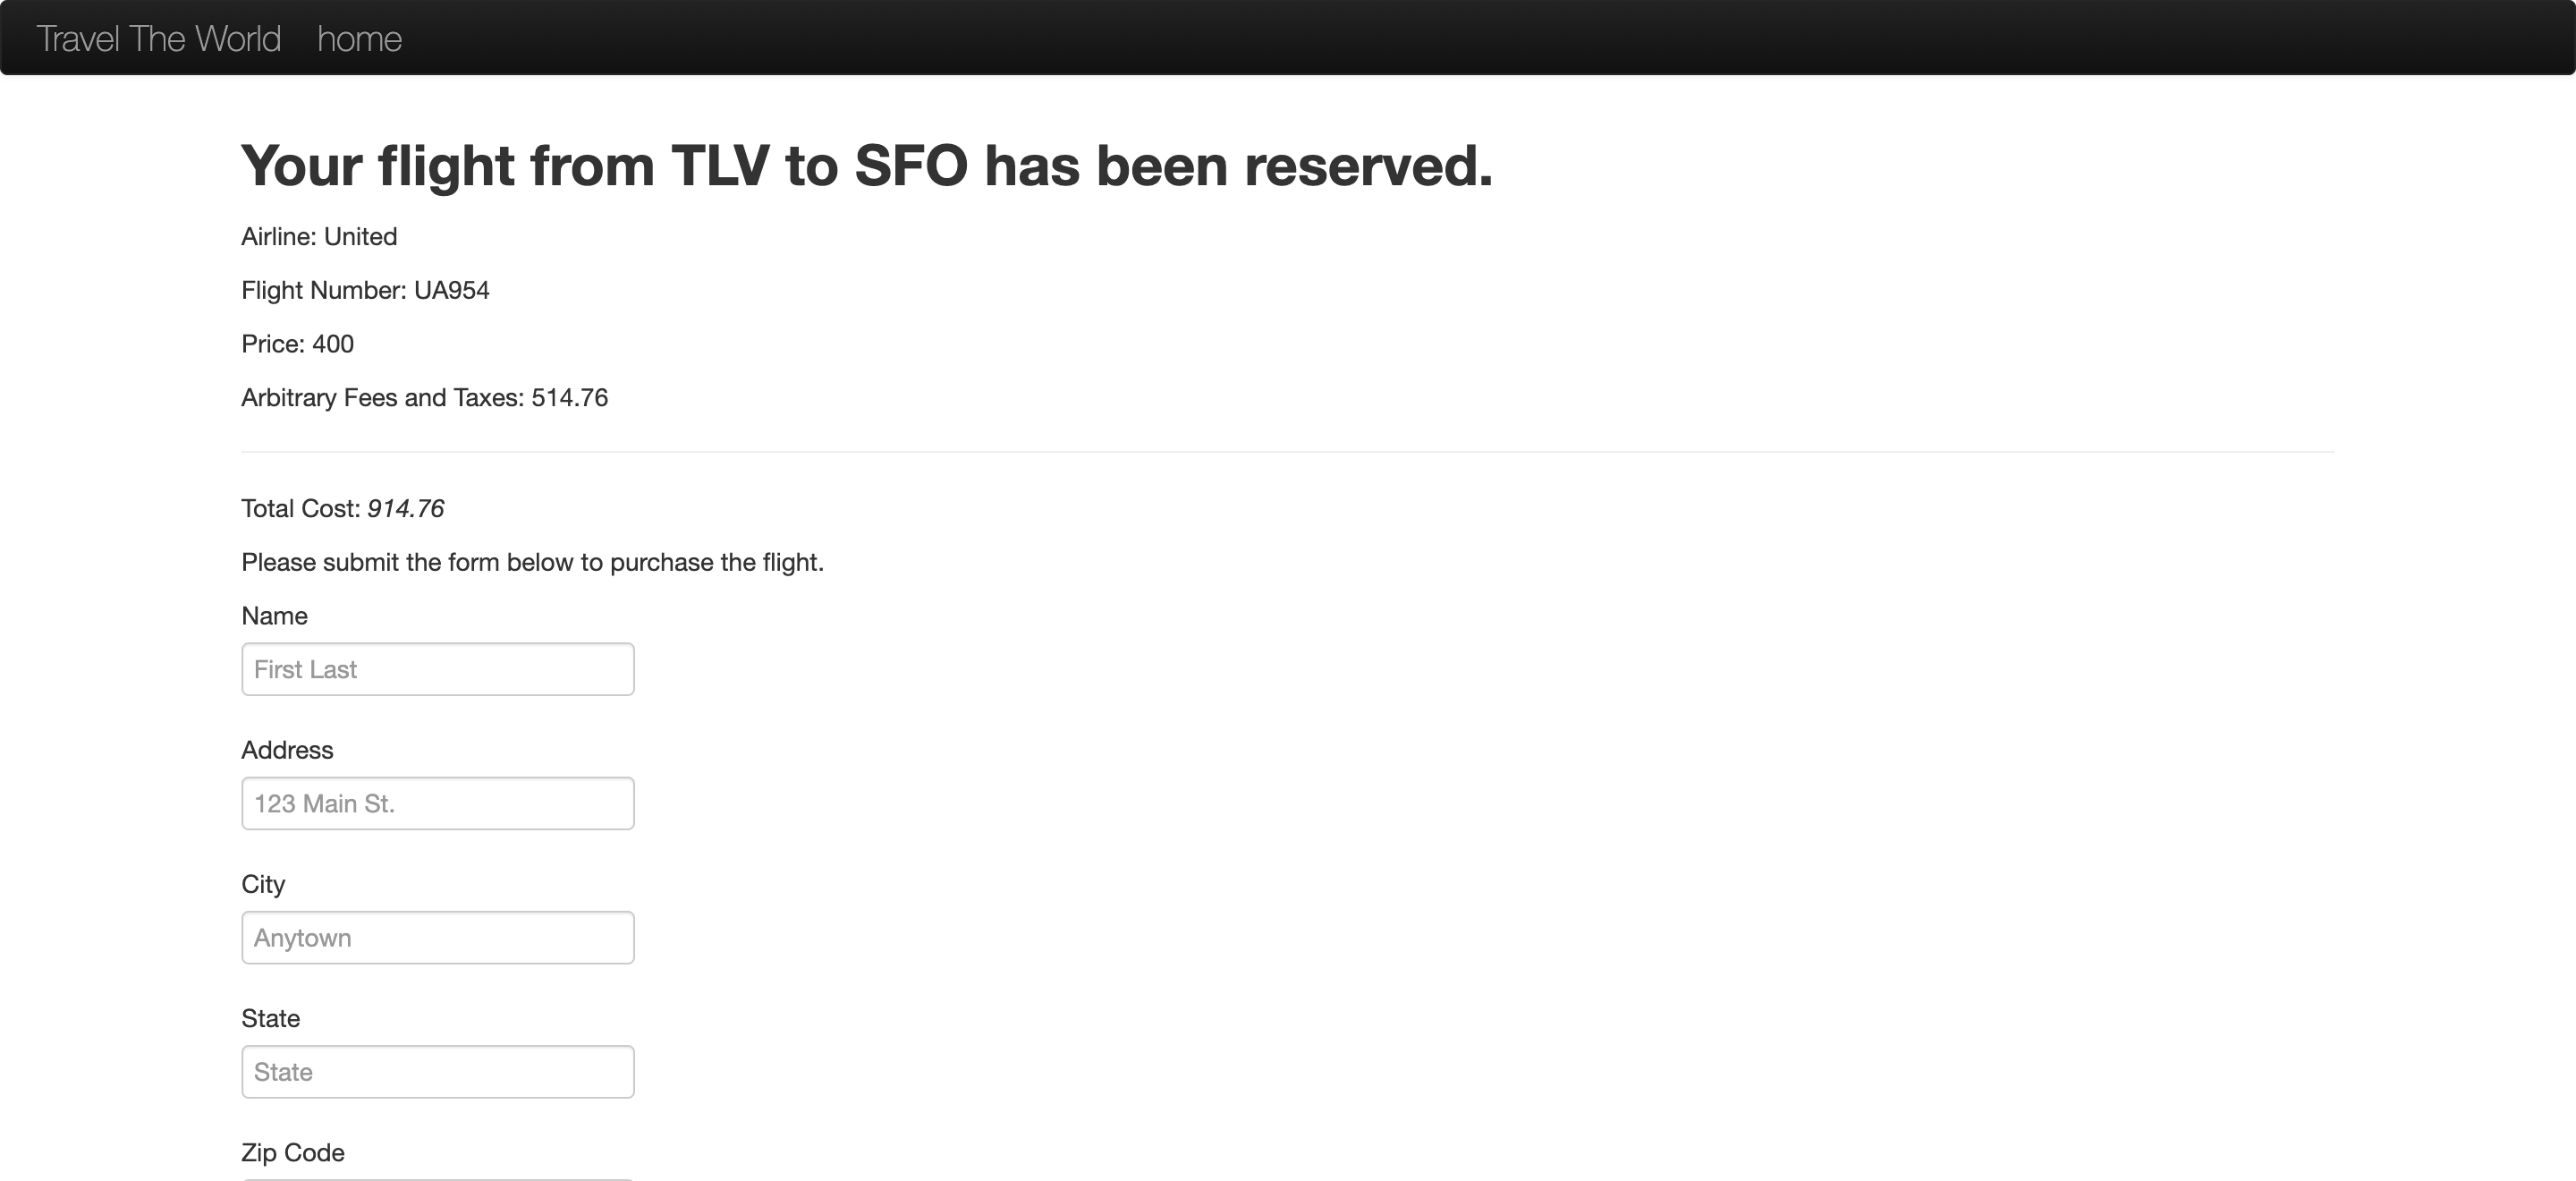 Travel The World home
Your flight from TLV to SFO has been reserved.
Airline: United
Flight Number: UA954
Price: 400
Arbitrary Fees and Taxes: 514.76
Total Cost: 914.76
Please submit the form below to purchase the flight.
Name
First Last
Address
123 Main St.
City
Anytown
State
State
Zip Code